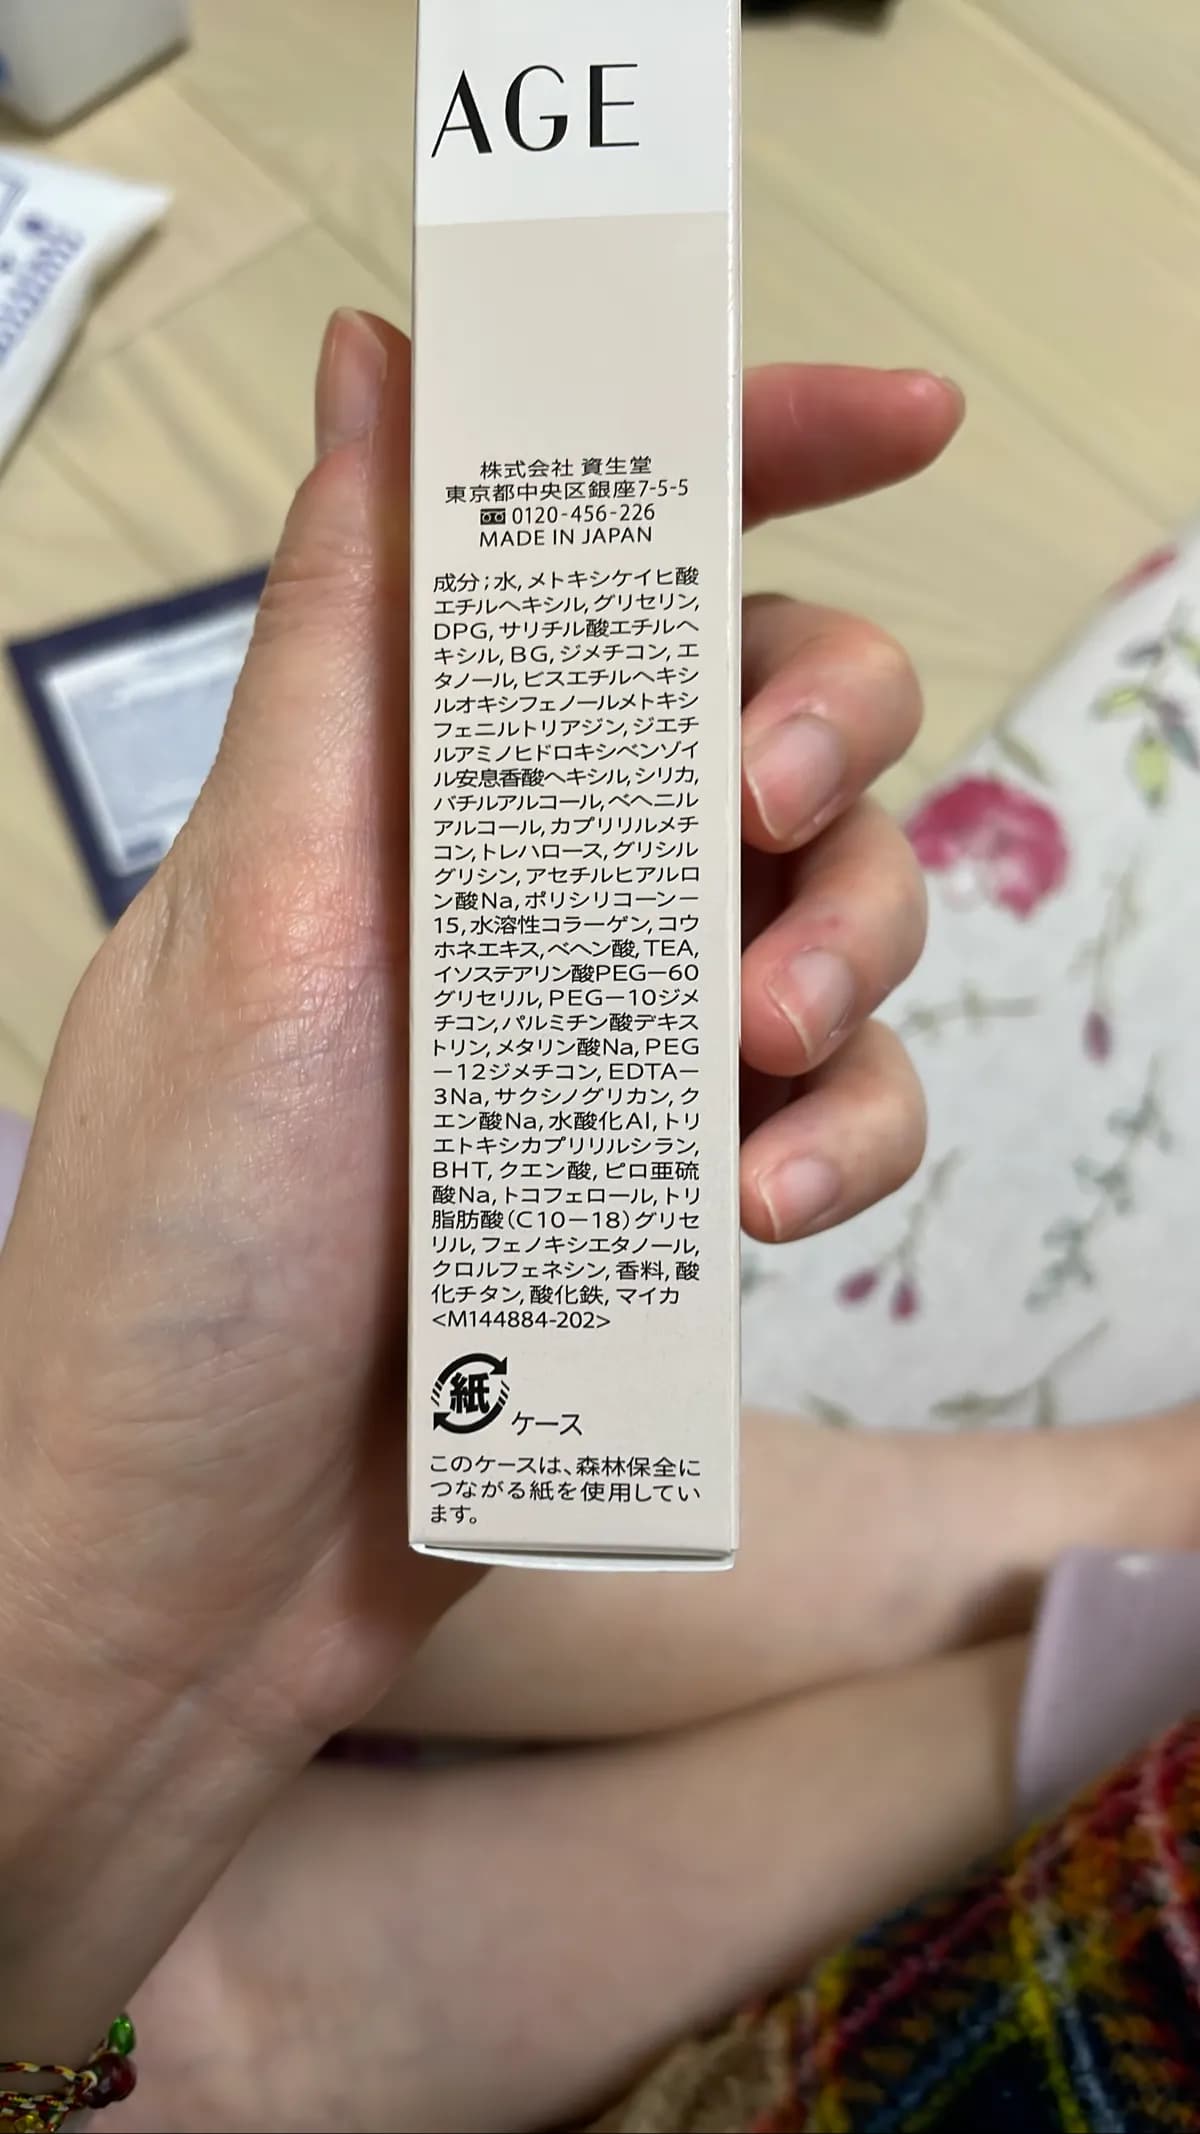 AGE
株式会社 資生堂
東京都中央区銀座7-5-5
0120-456-226
MADE IN JAPAN
成分;水,メトキシケイヒ酸
エチルヘキシル,グリセリン,
DPG,サリチル酸エチルヘ
キシル,BG,ジメチコン,エ
タノール,ビスエチルヘキシ
ルオキシフェノールメトキシ
フェニルトリアジン,ジエチ
ルアミノヒドロキシベンゾイ
ル安息香酸ヘキシル,シリカ,
バチルアルコール,ベヘニル
アルコール,カプリリルメチ
コン,トレハロース,グリシル
グリシン,アセチルヒアルロ
ン酸Na,ポリシリコーンー
15,水溶性コラーゲン,コウ
ホネエキス,ベヘン酸,TEA,
イソステアリン酸PEG－60
グリセリル,PEG－10ジメ
チコン,パルミチン酸デキス
トリン,メタリン酸Na,PEG
－12ジメチコン,EDTA－
3Na,サクシノグリカン,ク
エン酸Na,水酸化Al,トリ
エトキシカプリリルシラン,
BHT,クエン酸,ピロ亜硫
酸Na,トコフェロール,トリ
脂肪酸(C10－18)グリセ
リル,フェノキシエタノール,
クロルフェネシン,香料,酸
化チタン,酸化鉄,マイカ
<M144884-202>
紙
ケース
このケースは、森林保全に
つながる紙を使用してい
ます。